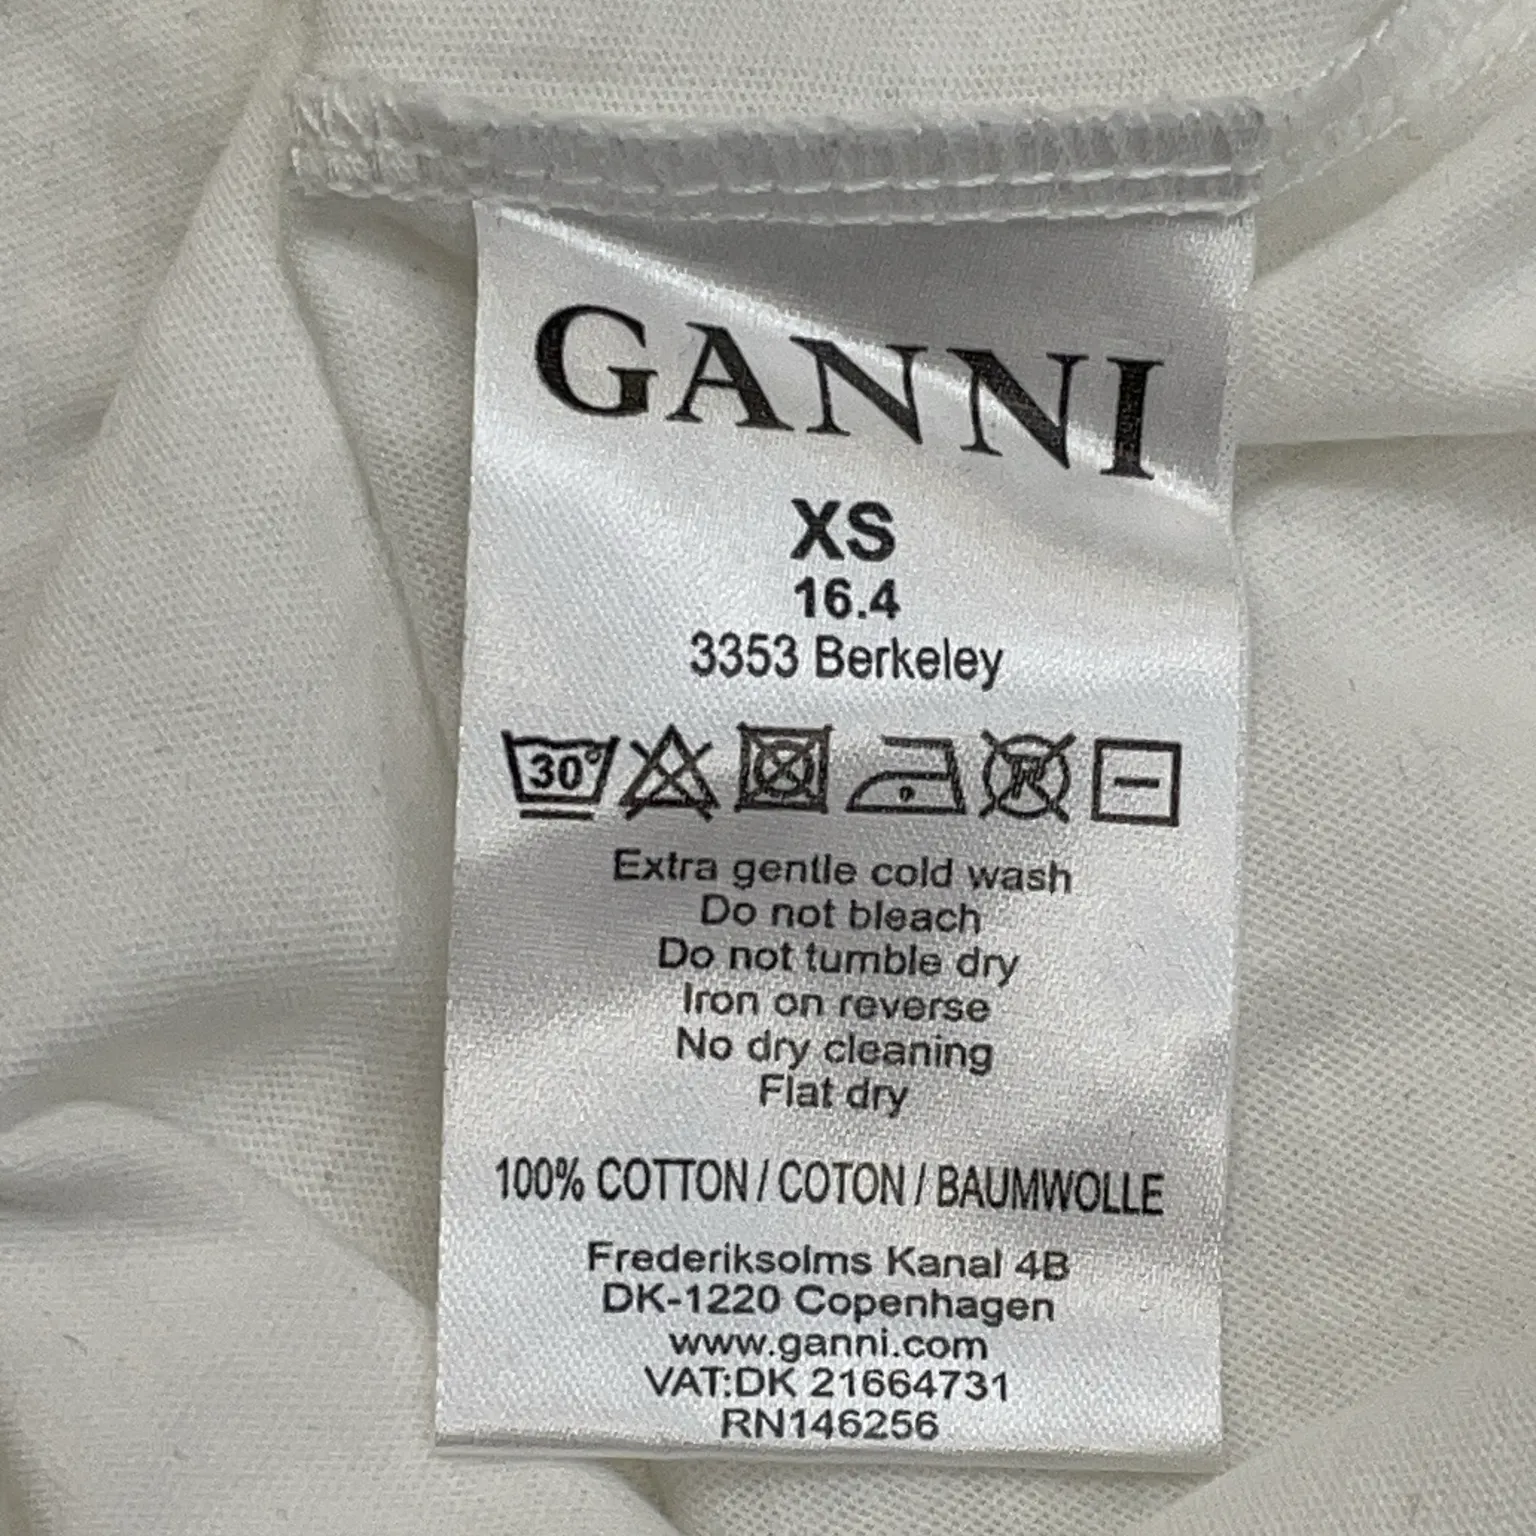 GANNI
XS
16.4
3353 Berkeley
30°
R
Extra gentle cold wash
Do not bleach
Do not tumble dry
Iron on reverse
No dry cleaning
Flat dry
100% COTTON / COTON / BAUMWOLLE
Frederiksolms Kanal 4B
DK-1220 Copenhagen
www.ganni.com
VAT:DK 21664731
RN146256